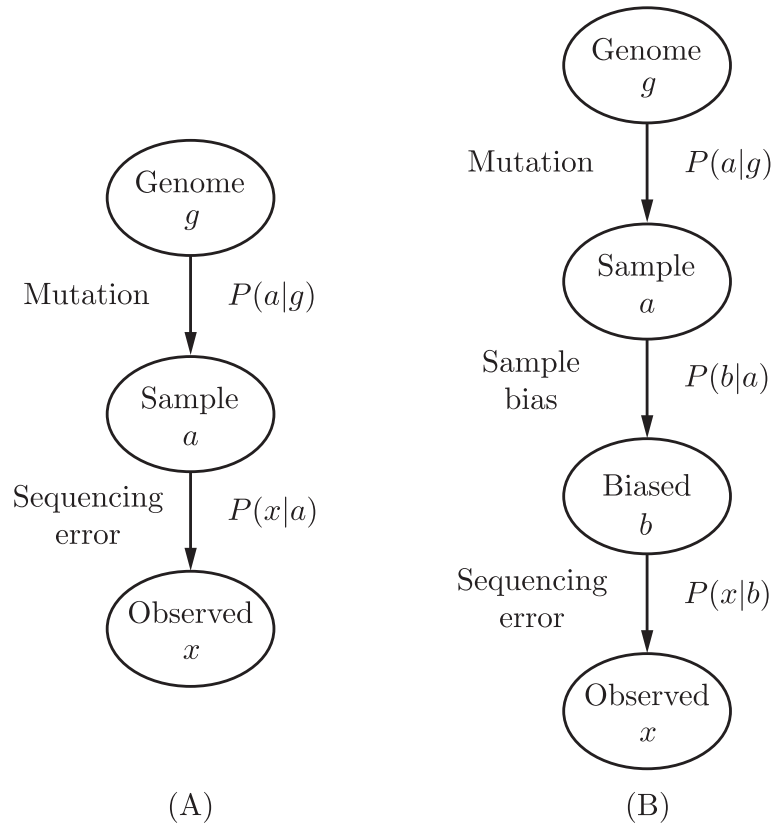 Genome
g
Mutation
P(a|g)
Sample
a
Sequencing
error
P(x|a)
Observed
x
(A)
Genome
g
Mutation
P(a|g)
Sample
a
Sample
bias
P(b|a)
Biased
b
Sequencing
error
P(x|b)
Observed
x
(B)